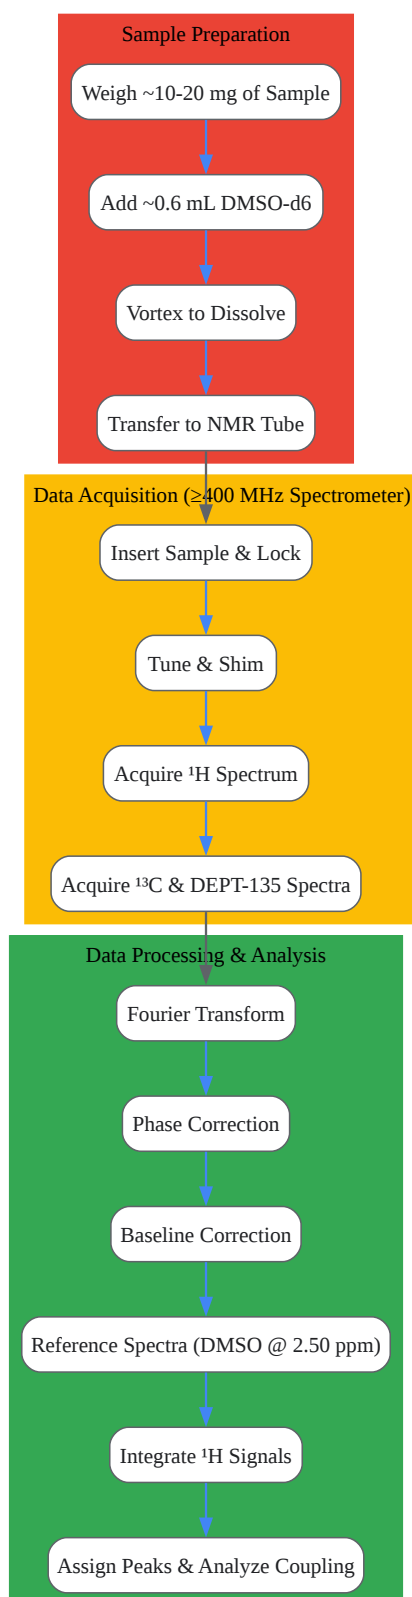 Sample Preparation
Weigh ~10-20 mg of Sample
Add ~0.6 mL DMSO-d6
Vortex to Dissolve
Transfer to NMR Tube
Data Acquisition (≥400 MHz Spectrometer)
Insert Sample & Lock
Tune & Shim
Acquire ¹H Spectrum
Acquire ¹³C & DEPT-135 Spectra
Data Processing & Analysis
Fourier Transform
Phase Correction
Baseline Correction
Reference Spectra (DMSO @ 2.50 ppm)
Integrate ¹H Signals
Assign Peaks & Analyze Coupling